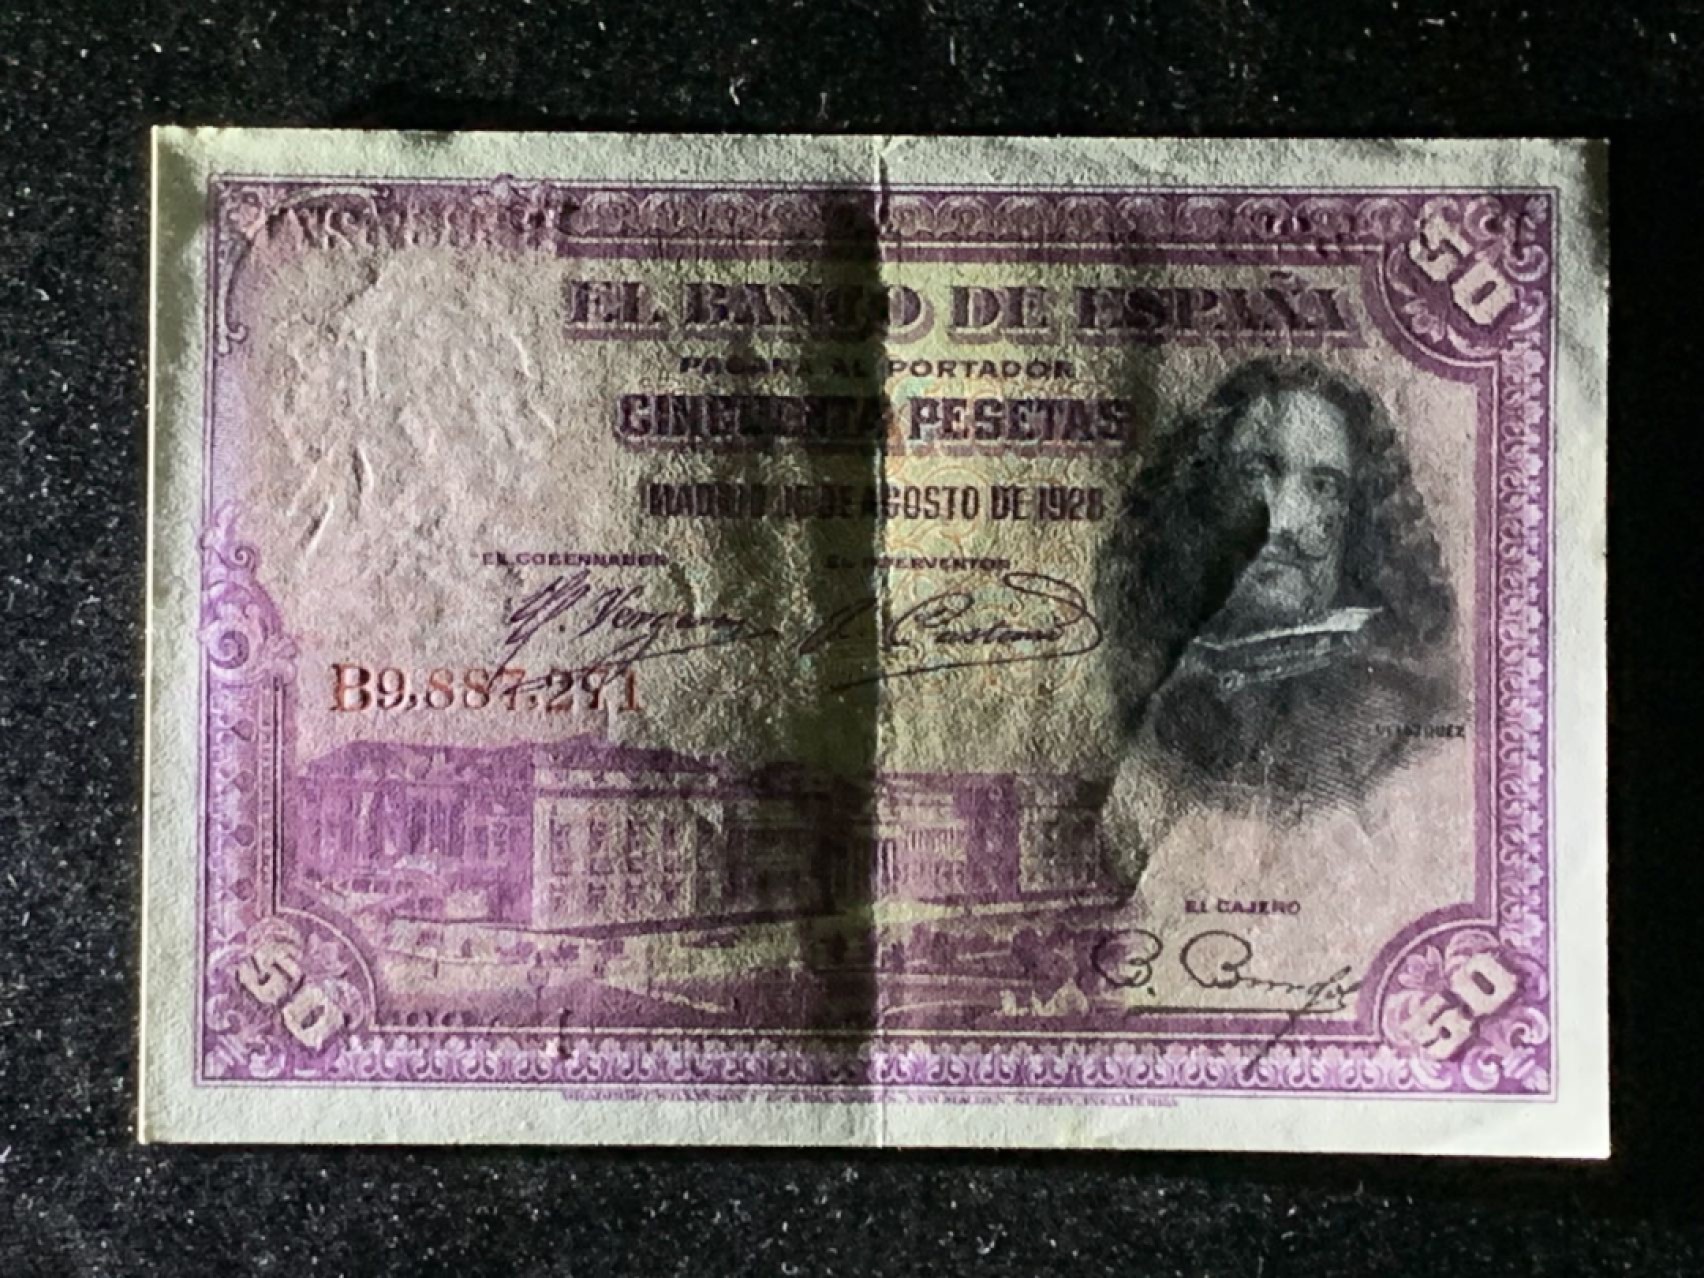 50
EL BANCO DE ESPAÑA
PAGARÁ AL PORTADOR
CINCUENTA PESETAS
MADRID 15 DE AGOSTO DE 1928
EL GOBERNADOR
EL INTERVENTOR
B9,887,271
VELAZQUEZ
EL CAJERO
50
50